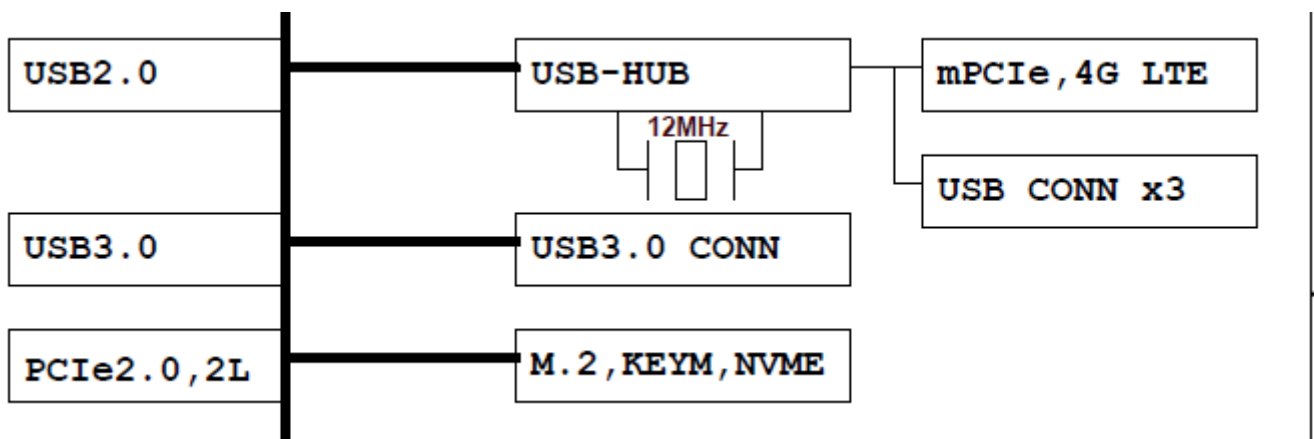 USB2.0
USB-HUB
mPCIe,4G LTE
12MHz
USB CONN x3
USB3.0
USB3.0 CONN
PCIe2.0,2L
M.2,KEYM,NVME